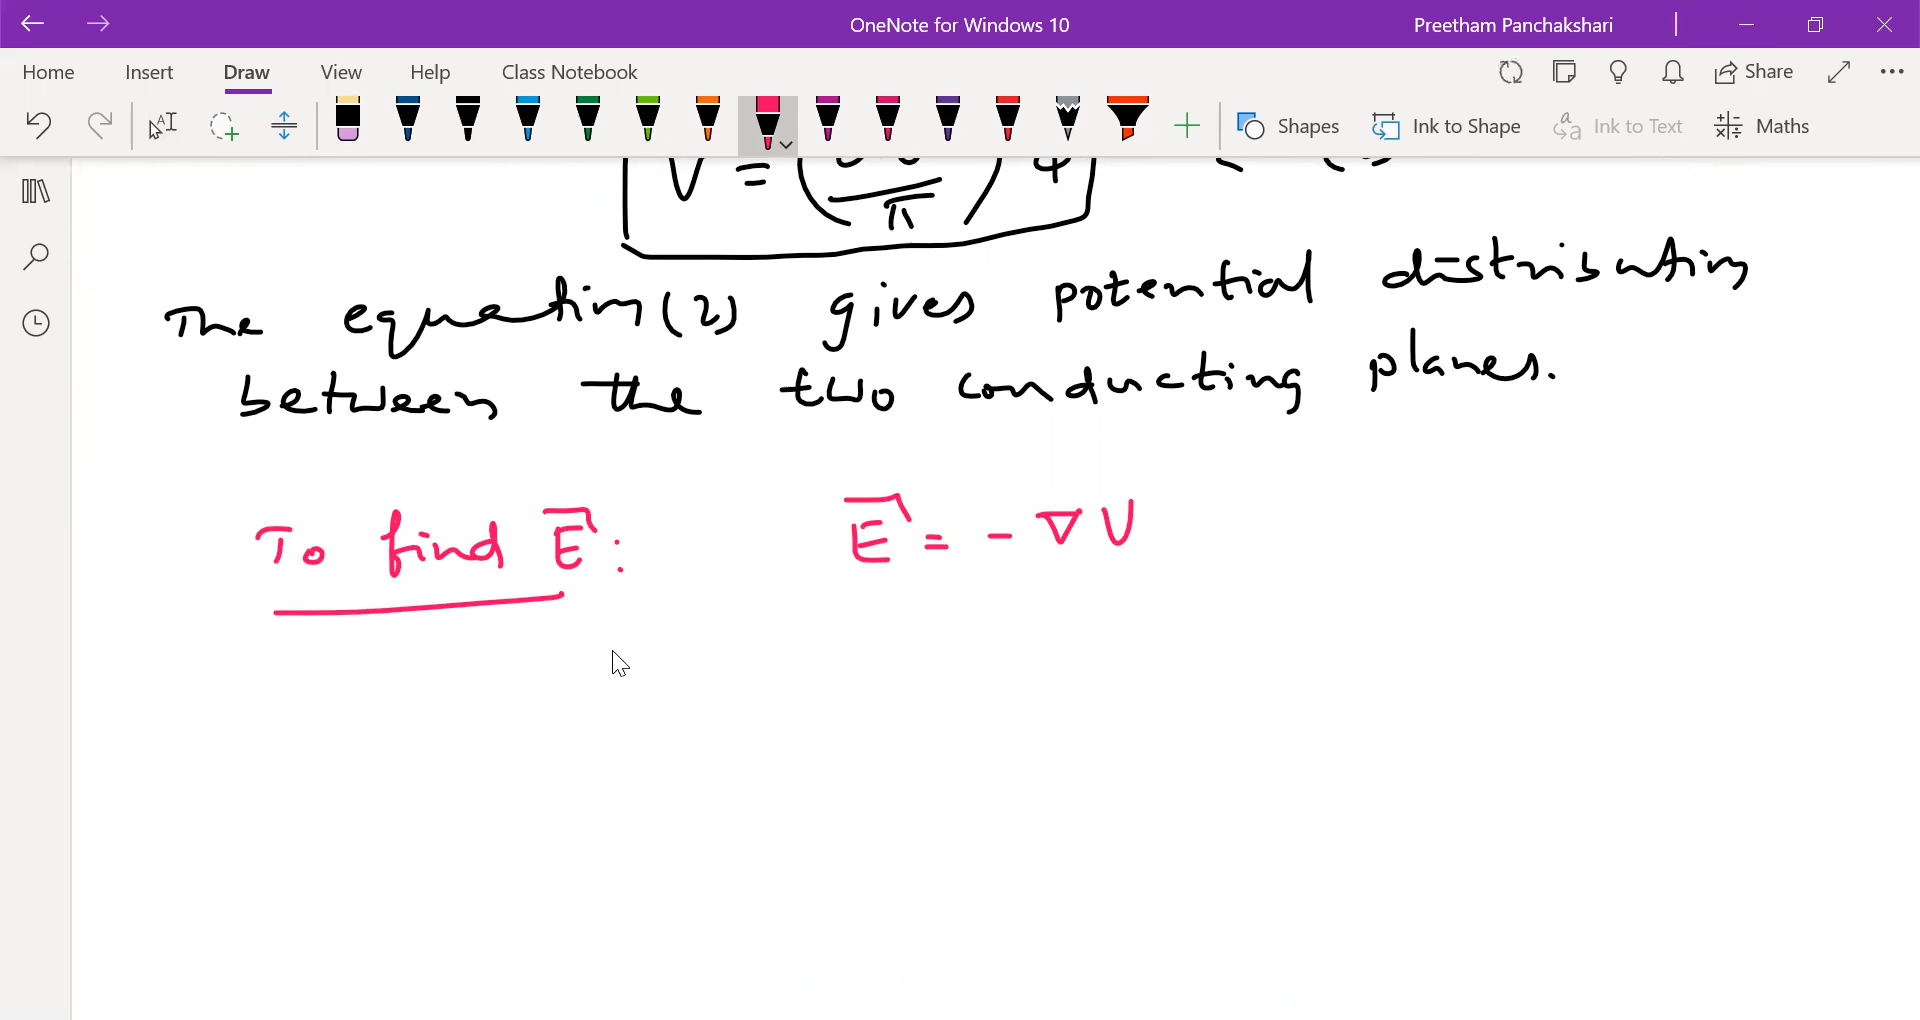 OneNote for Windows 10
Preetham Panchakshari
Home Insert Draw View Help Class Notebook Share
Shapes Ink to Shape Ink to Text Maths
V = ( / π )
The equation (2) gives potential distribution
between the two conducting planes.
To find E⃗ : E⃗ = - ∇ V